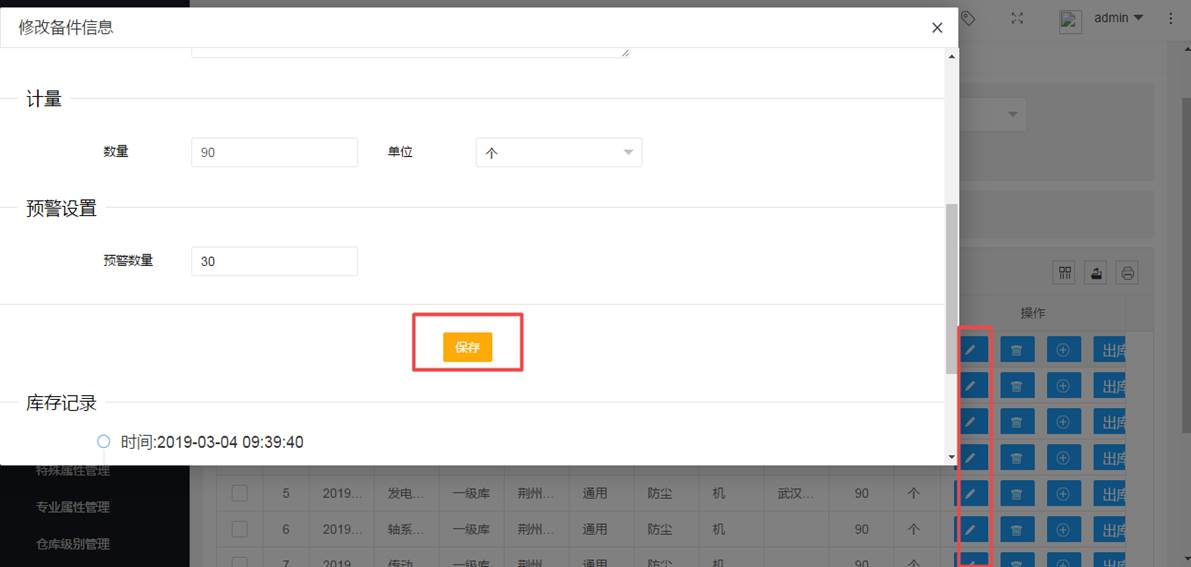 修改备件信息
admin
计量
数量 90 单位 个
预警设置
预警数量 30
操作
保存
出库
出库
出库
库存记录
时间:2019-03-04 09:39:40
出库
特殊属性管理
5 2019... 发电... 一级库 荆州... 通用 防尘 机 武汉... 90 个 出库
专业属性管理
6 2019... 轴系... 一级库 荆州... 通用 防尘 机 90 个 出库
仓库级别管理
7 2019... 传动... 一级库 荆州... 通用 防尘 机 90 个 出库